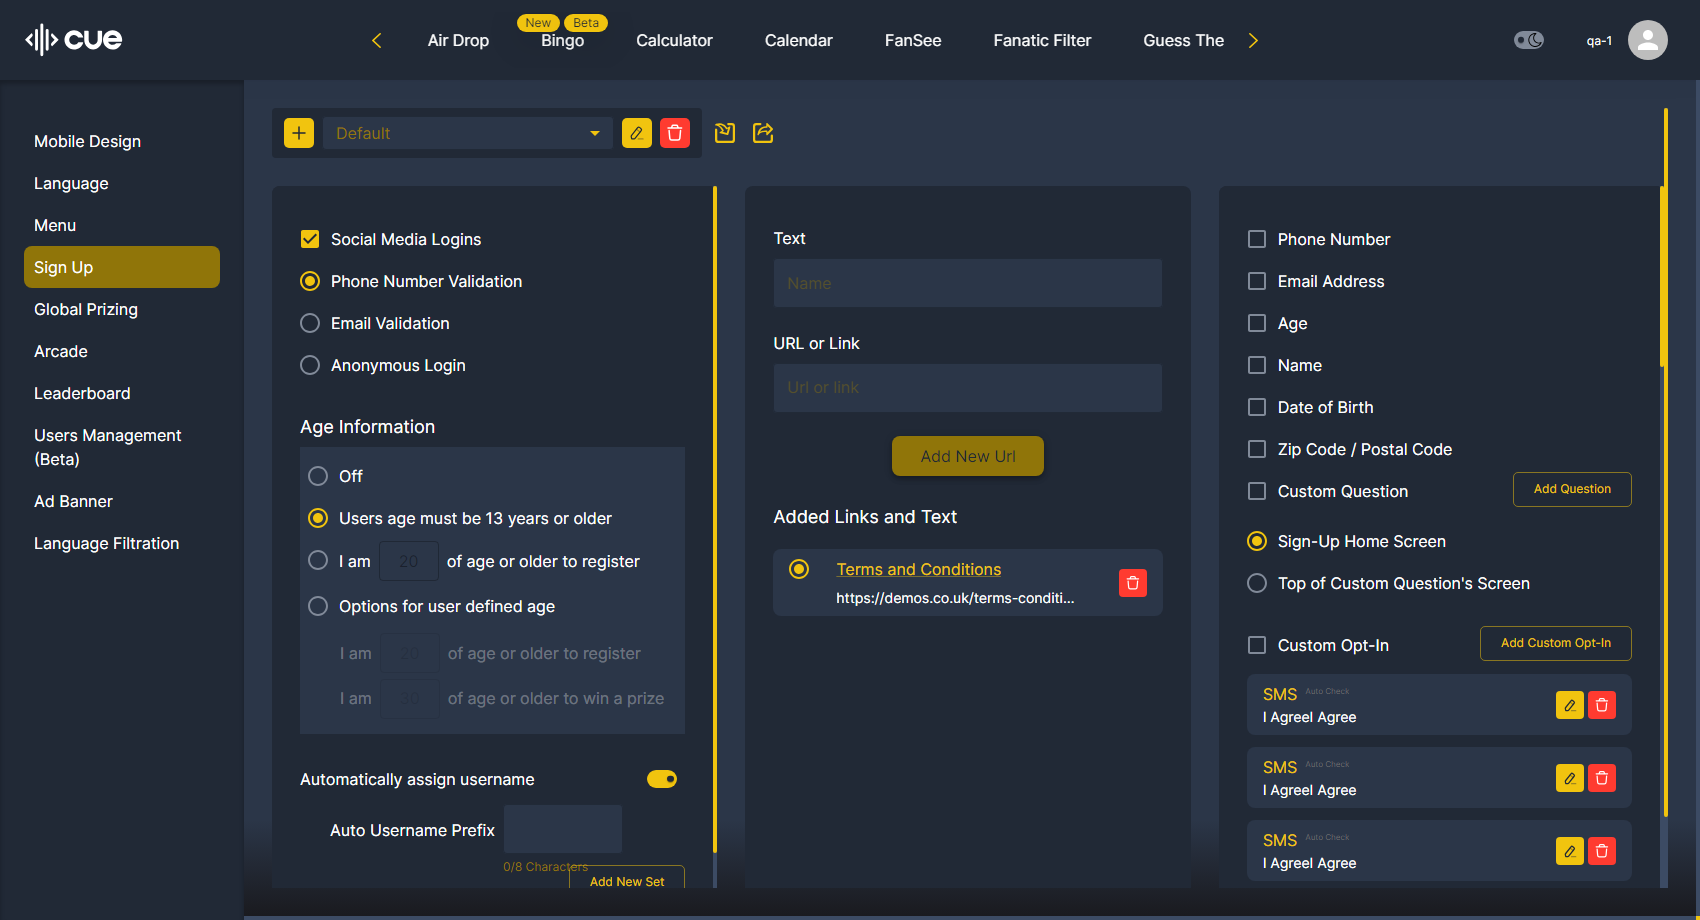 cue
New Beta
Air Drop Bingo Calculator Calendar FanSee Fanatic Filter Guess The
qa-1
Mobile Design
Language
Menu
Sign Up
Global Prizing
Arcade
Leaderboard
Users Management
(Beta)
Ad Banner
Language Filtration
Default
Social Media Logins
Phone Number Validation
Email Validation
Anonymous Login
Age Information
Off
Users age must be 13 years or older
I am 20 of age or older to register
Options for user defined age
I am 20 of age or older to register
I am 30 of age or older to win a prize
Automatically assign username
Auto Username Prefix
0/8 Characters
Add New Set
Text
Name
URL or Link
Url or link
Add New Url
Added Links and Text
Terms and Conditions
https://demos.co.uk/terms-conditi...
Phone Number
Email Address
Age
Name
Date of Birth
Zip Code / Postal Code
Custom Question Add Question
Sign-Up Home Screen
Top of Custom Question's Screen
Custom Opt-In Add Custom Opt-In
SMS Auto Check
I AgreeI Agree
SMS Auto Check
I AgreeI Agree
SMS Auto Check
I AgreeI Agree